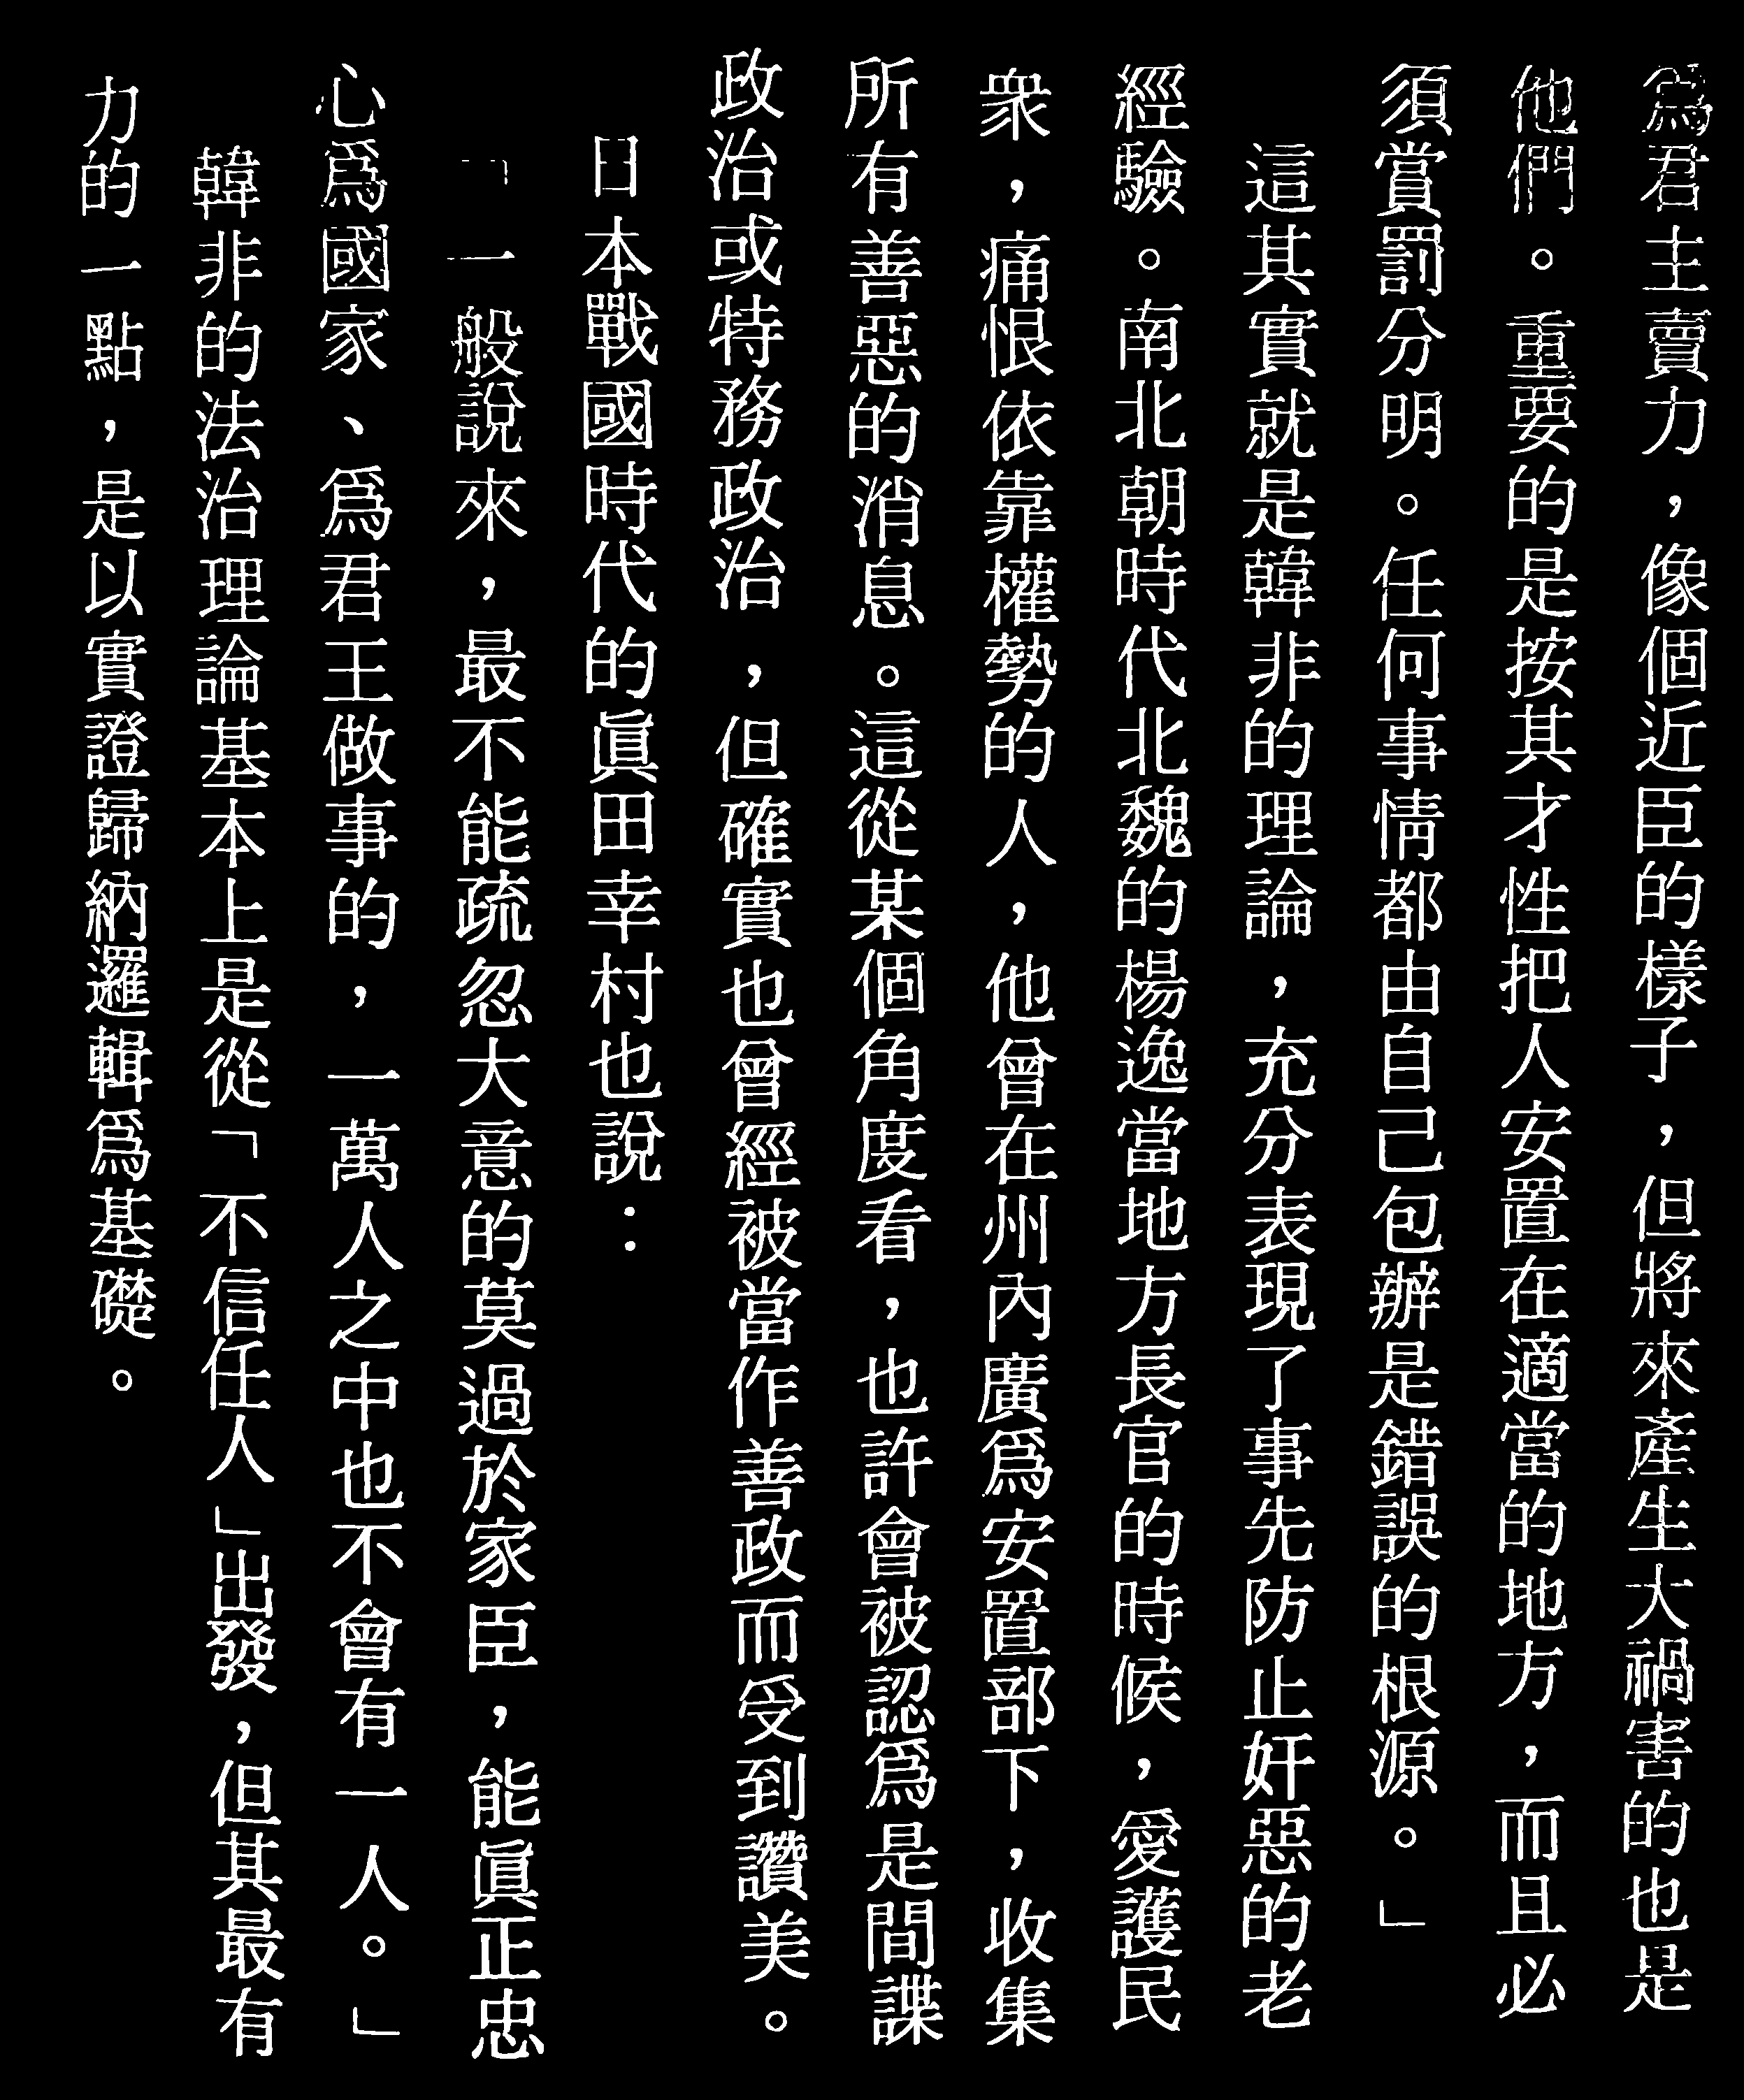 爲君主賣力，像個近臣的樣子，但將來產生大禍害的也是
他們。重要的是按其才性把人安置在適當的地方，而且必
須賞罰分明。任何事情都由自己包辦是錯誤的根源。」
這其實就是韓非的理論，充分表現了事先防止奸惡的老
經驗。南北朝時代北魏的楊逸當地方長官的時候，愛護民
衆，痛恨依靠權勢的人，他曾在州內廣爲安置部下，收集
所有善惡的消息。這從某個角度看，也許會被認爲是間諜
政治或特務政治，但確實也曾經被當作善政而受到讚美。
日本戰國時代的眞田幸村也說：
「一般說來，最不能疏忽大意的莫過於家臣，能眞正忠
心爲國家、爲君王做事的，一萬人之中也不會有一人。」
韓非的法治理論基本上是從「不信任人」出發，但其最有
力的一點，是以實證歸納邏輯爲基礎。